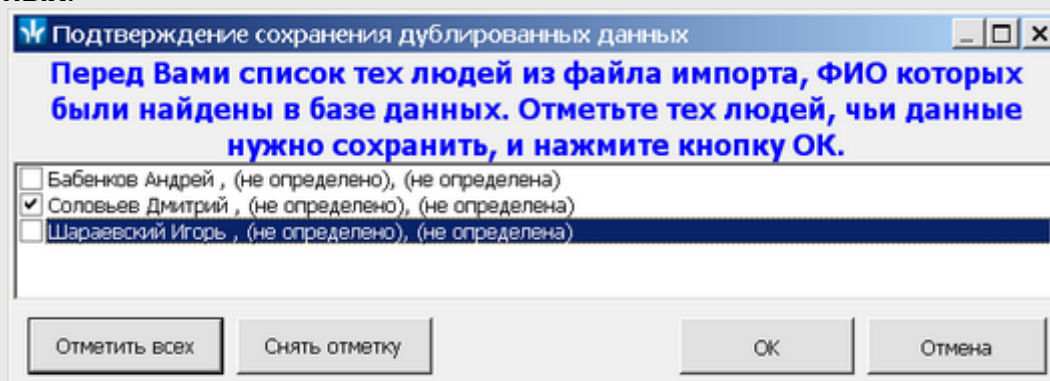 Подтверждение сохранения дублированных данных
Перед Вами список тех людей из файла импорта, ФИО которых
были найдены в базе данных. Отметьте тех людей, чьи данные
нужно сохранить, и нажмите кнопку ОК.
Бабенков Андрей , (не определено), (не определена)
Соловьев Дмитрий , (не определено), (не определена)
Шараевский Игорь , (не определено), (не определена)
Отметить всех Снять отметку ОК Отмена